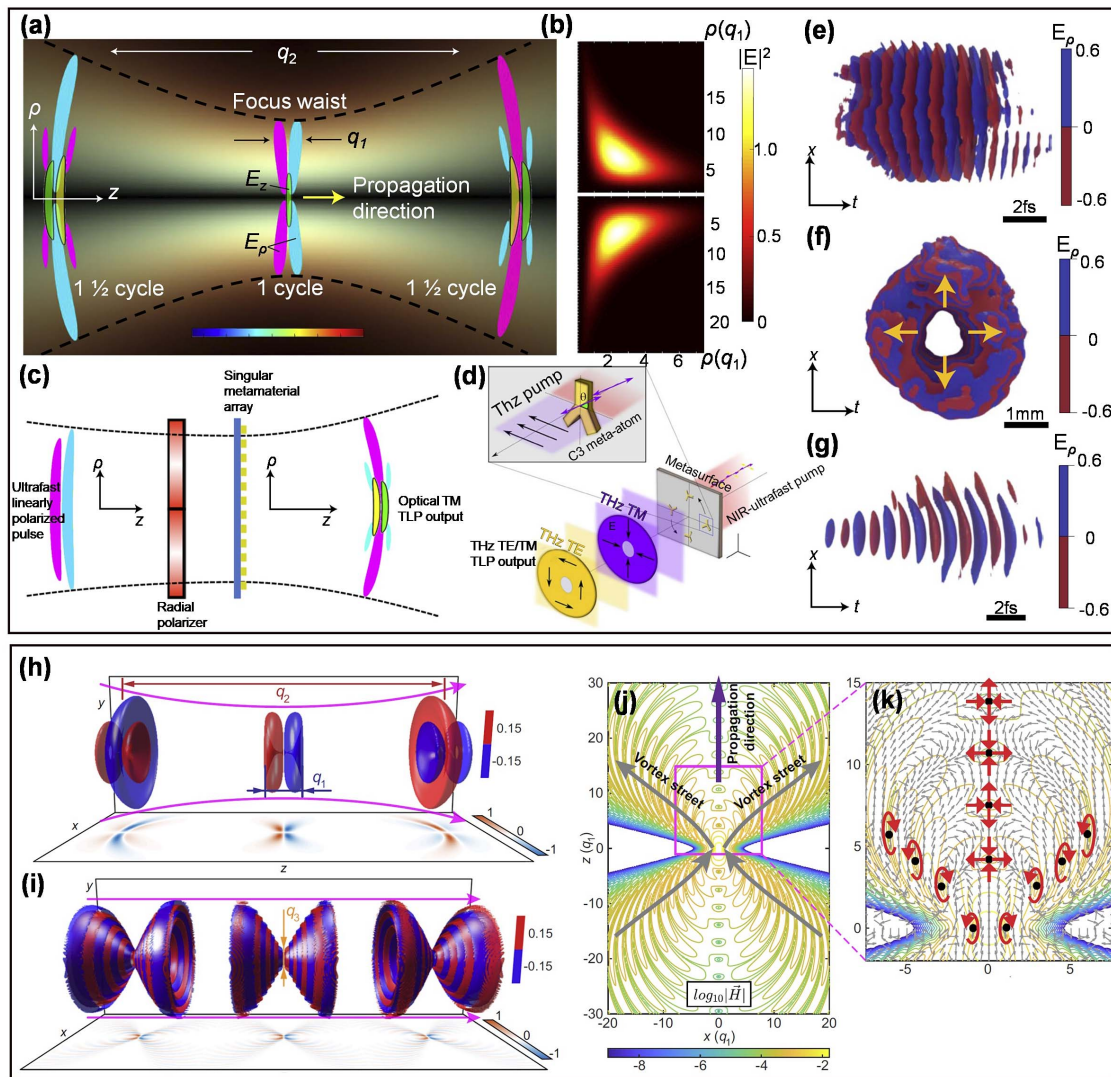 (a)
q2
ρ
z
Focus waist
q1
Ez
Eρ
Propagation
direction
1 ½ cycle
1 cycle
1 ½ cycle
(b)
ρ(q1)
|E|²
15
10
5
1.0
0.5
0
5
10
15
20
2 4 6
ρ(q1)
(c)
Singular
metamaterial
array
ρ
z
Ultrafast
linearly
polarized
pulse
Radial
polarizer
ρ
z
Optical TM
TLP output
(d)
Thz pump
θ
C3 meta-atom
Metasurface
NIR-ultrafast pump
THz TM
E
THz TE
THz TE/TM
TLP output
(e)
Eρ
0.6
0
-0.6
x
t
2fs
(f)
Eρ
0.6
0
-0.6
x
t
1mm
(g)
Eρ
0.6
0
-0.6
x
t
2fs
(h)
q2
y
q1
0.15
-0.15
x
z
1
0
-1
(i)
y
q3
0.15
-0.15
x
1
0
-1
(j)
30
20
10
0
-10
-20
-30
z (q1)
Propagation
direction
Vortex street
Vortex street
log10|H⃗|
-20 -10 0 10 20
x (q1)
-8 -6 -4 -2
(k)
15
10
5
0
-5 0 5